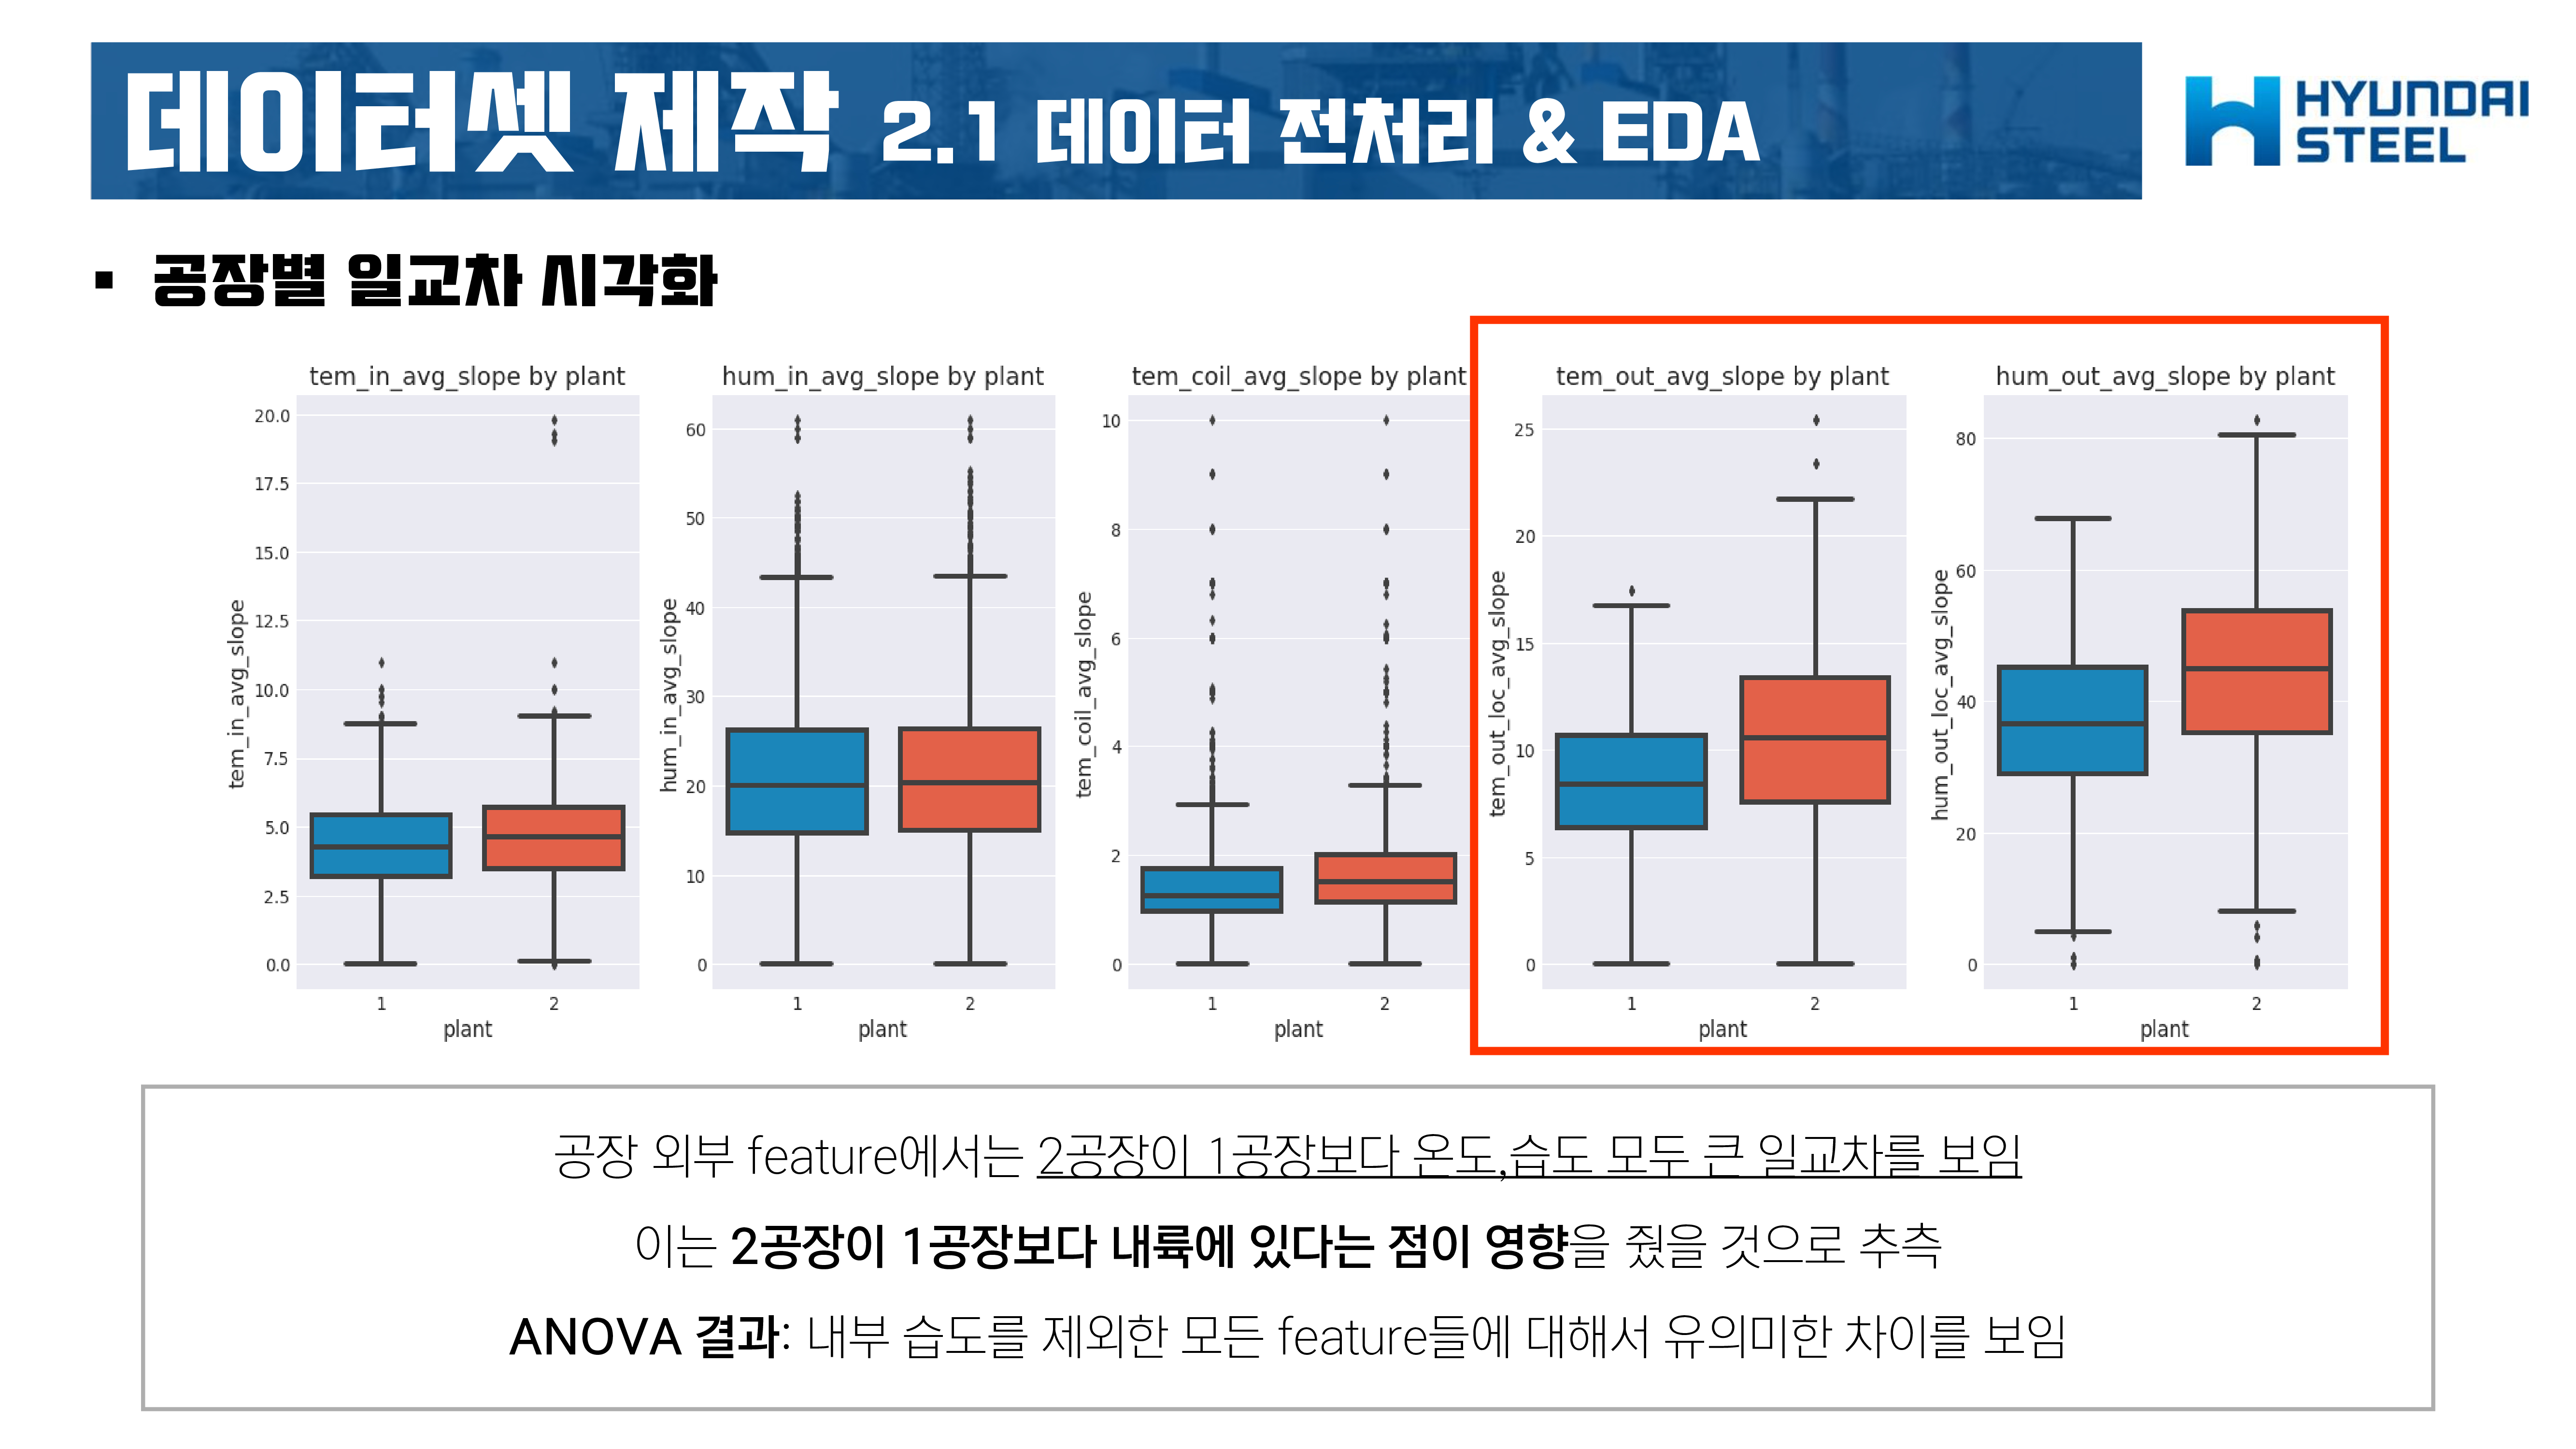 데이터셋 제작 2.1 데이터 전처리 & EDA
HYUNDAI
STEEL
▪ 공장별 일교차 시각화
tem_in_avg_slope by plant
tem_in_avg_slope
20.0
17.5
15.0
12.5
10.0
7.5
5.0
2.5
0.0
1 2
plant
hum_in_avg_slope by plant
hum_in_avg_slope
60
50
40
30
20
10
0
1 2
plant
tem_coil_avg_slope by plant
tem_coil_avg_slope
10
8
6
4
2
0
1 2
plant
tem_out_avg_slope by plant
tem_out_loc_avg_slope
25
20
15
10
5
0
1 2
plant
hum_out_avg_slope by plant
hum_out_loc_avg_slope
80
60
40
20
0
1 2
plant
공장 외부 feature에서는 2공장이 1공장보다 온도,습도 모두 큰 일교차를 보임
이는 2공장이 1공장보다 내륙에 있다는 점이 영향을 줬을 것으로 추측
ANOVA 결과: 내부 습도를 제외한 모든 feature들에 대해서 유의미한 차이를 보임